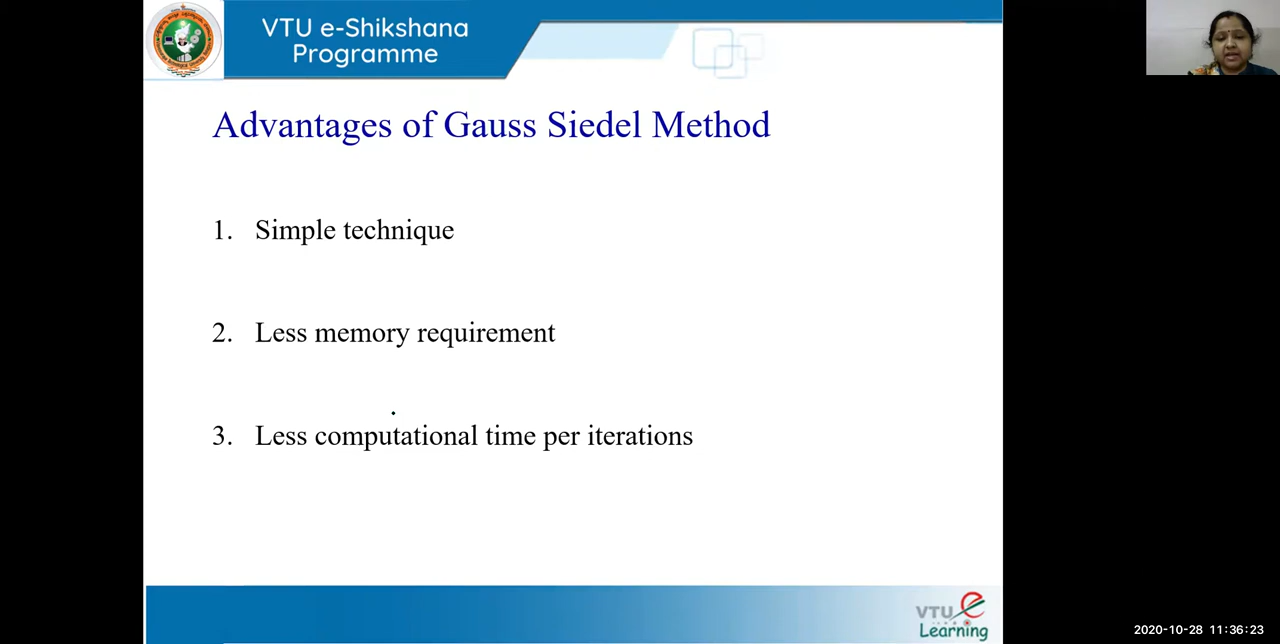 VTU e-Shikshana
Programme
Advantages of Gauss Siedel Method
1. Simple technique
2. Less memory requirement
3. Less computational time per iterations
VTU e
Learning
2020-10-28 11:36:23